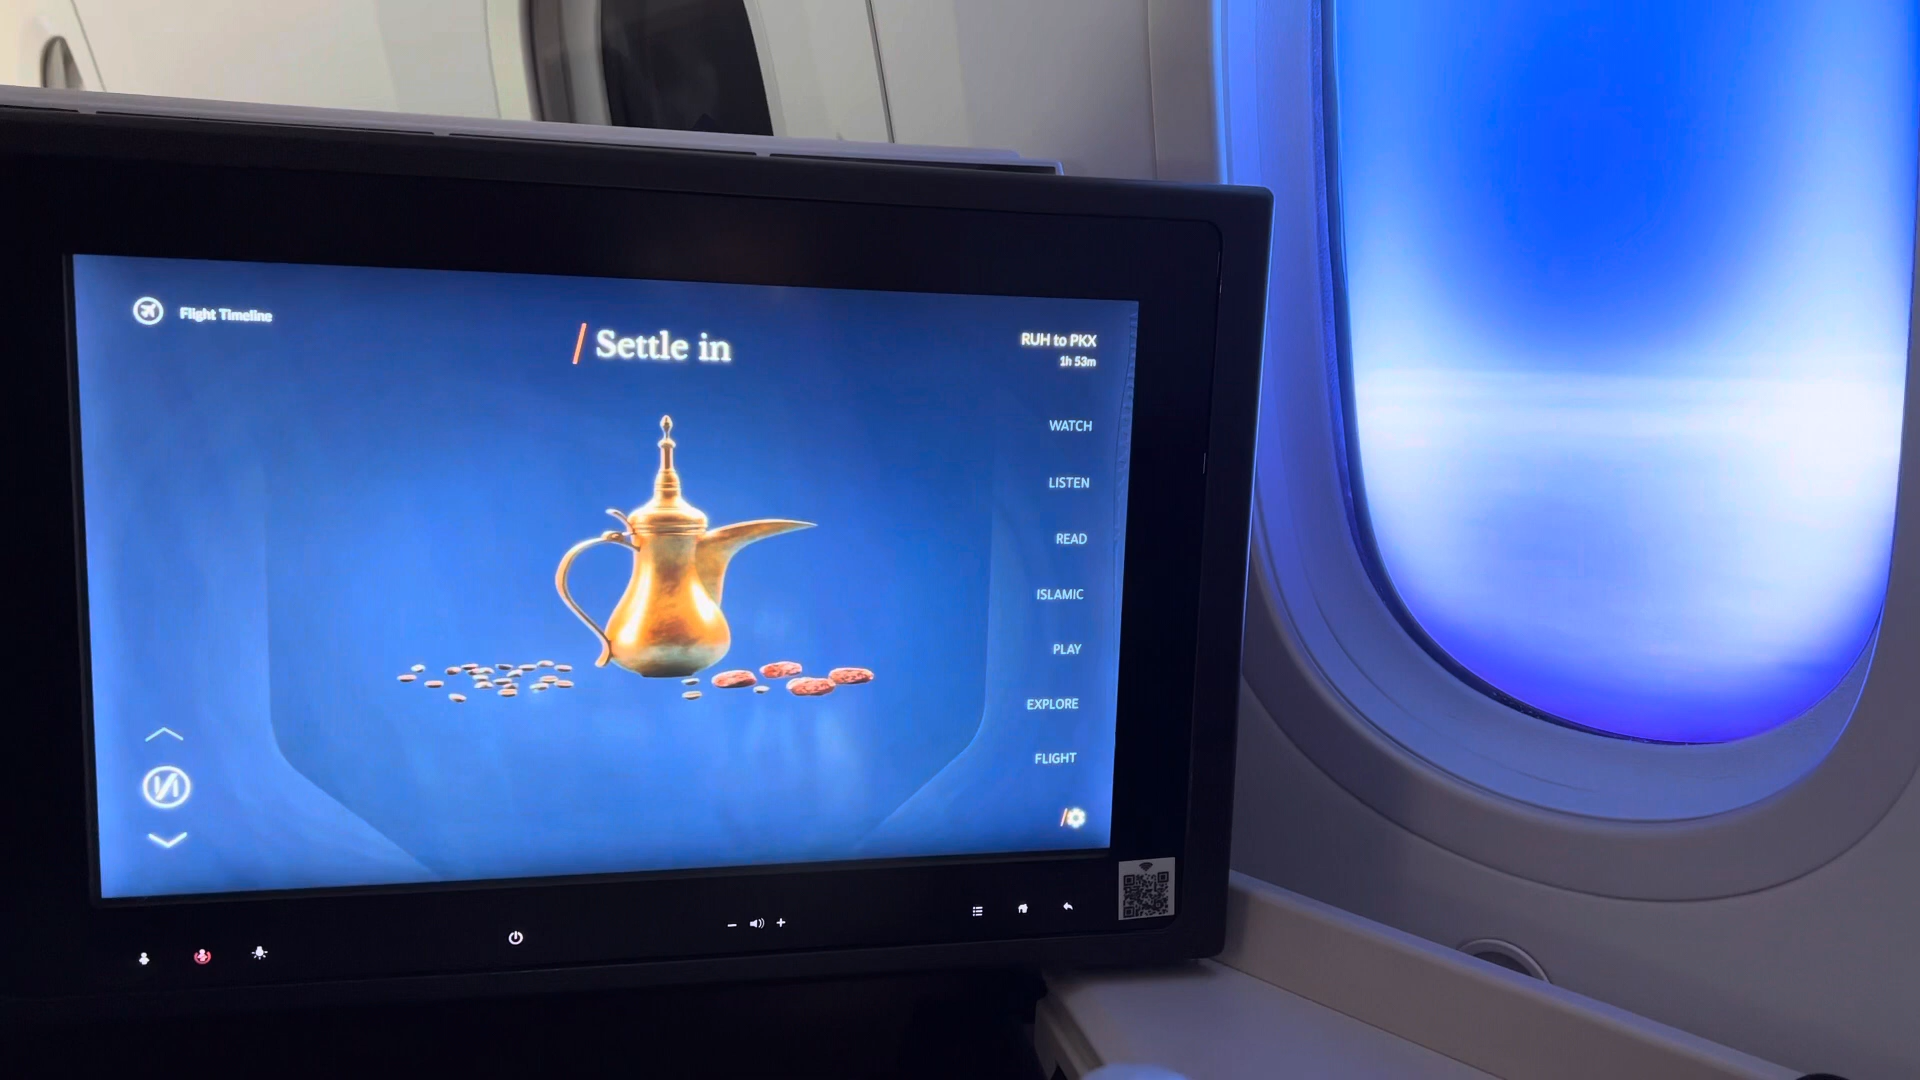 Flight Timeline
/ Settle in
RUH to PKX
1h 53m
WATCH
LISTEN
READ
ISLAMIC
PLAY
EXPLORE
FLIGHT